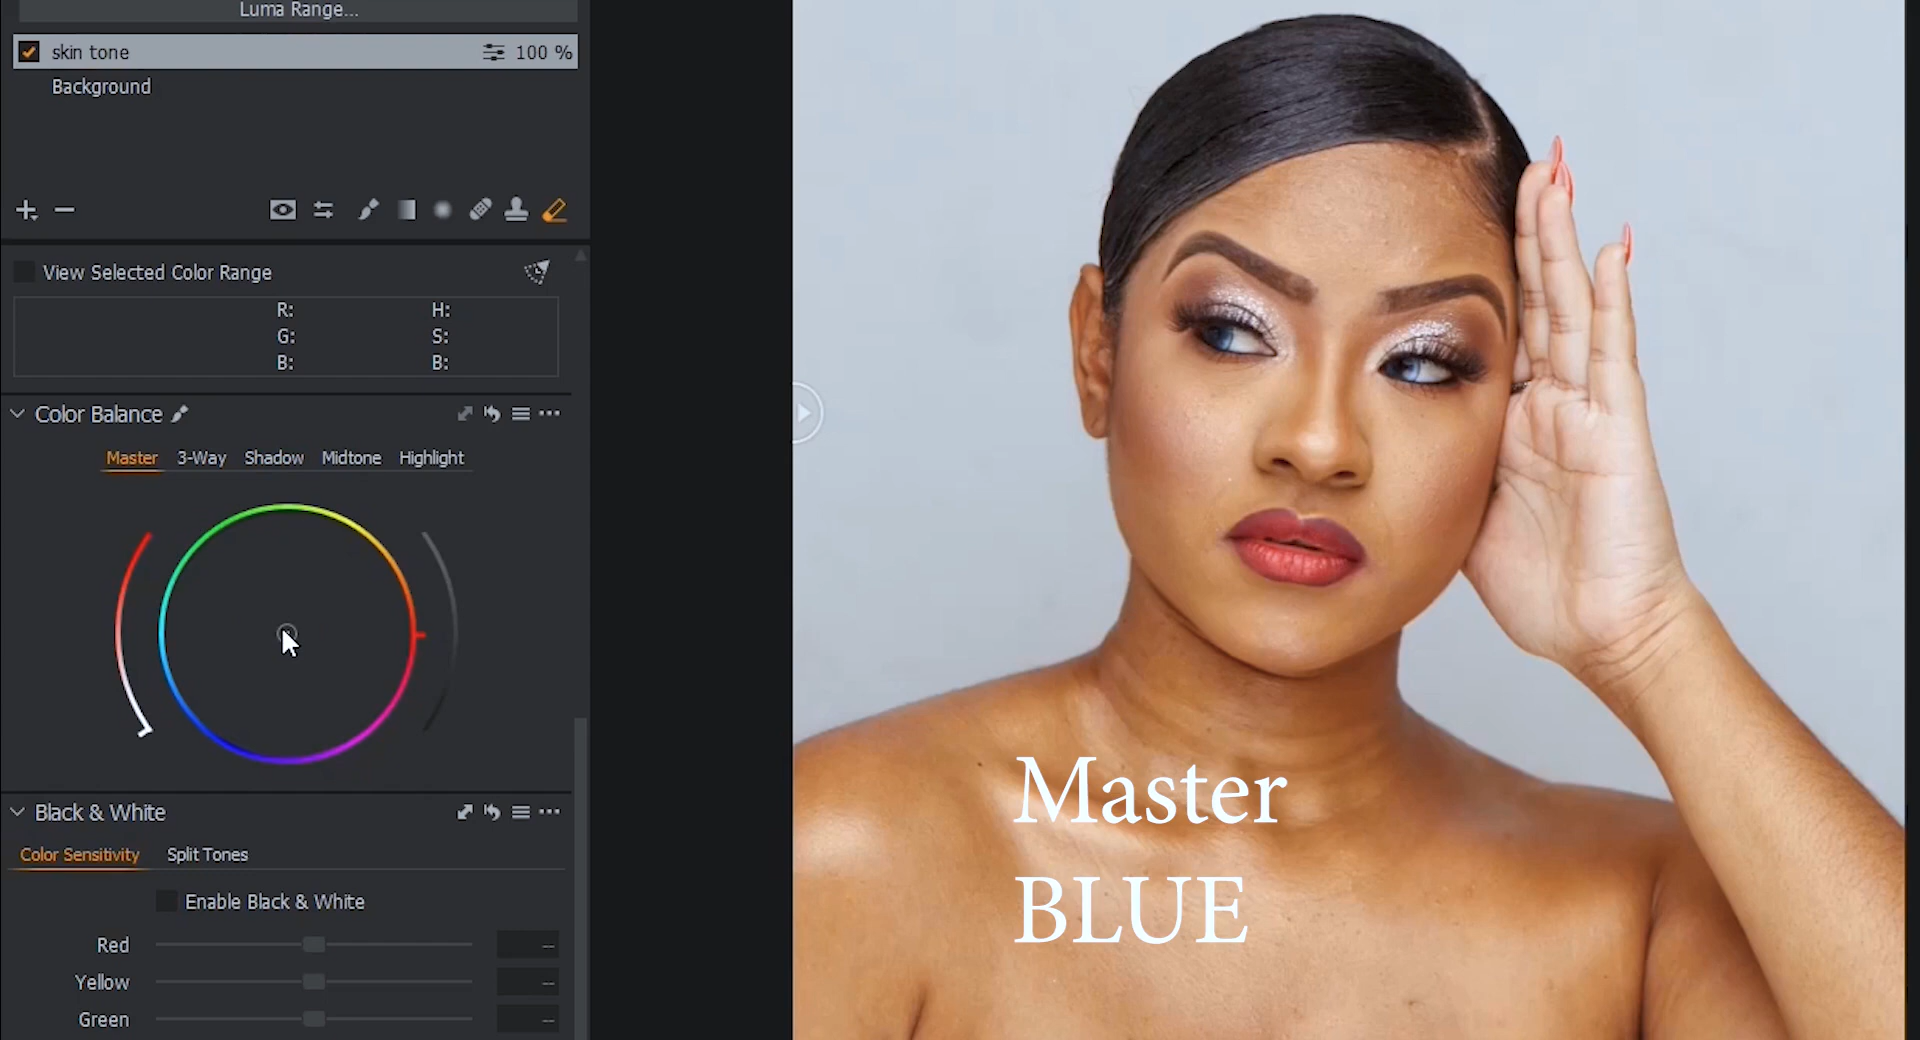 Luma Range...
skin tone 100 %
Background
View Selected Color Range
R: H:
G: S:
B: B:
Color Balance
Master 3-Way Shadow Midtone Highlight
Black & White
Color Sensitivity Split Tones
Enable Black & White
Red --
Yellow --
Green --
Master
BLUE